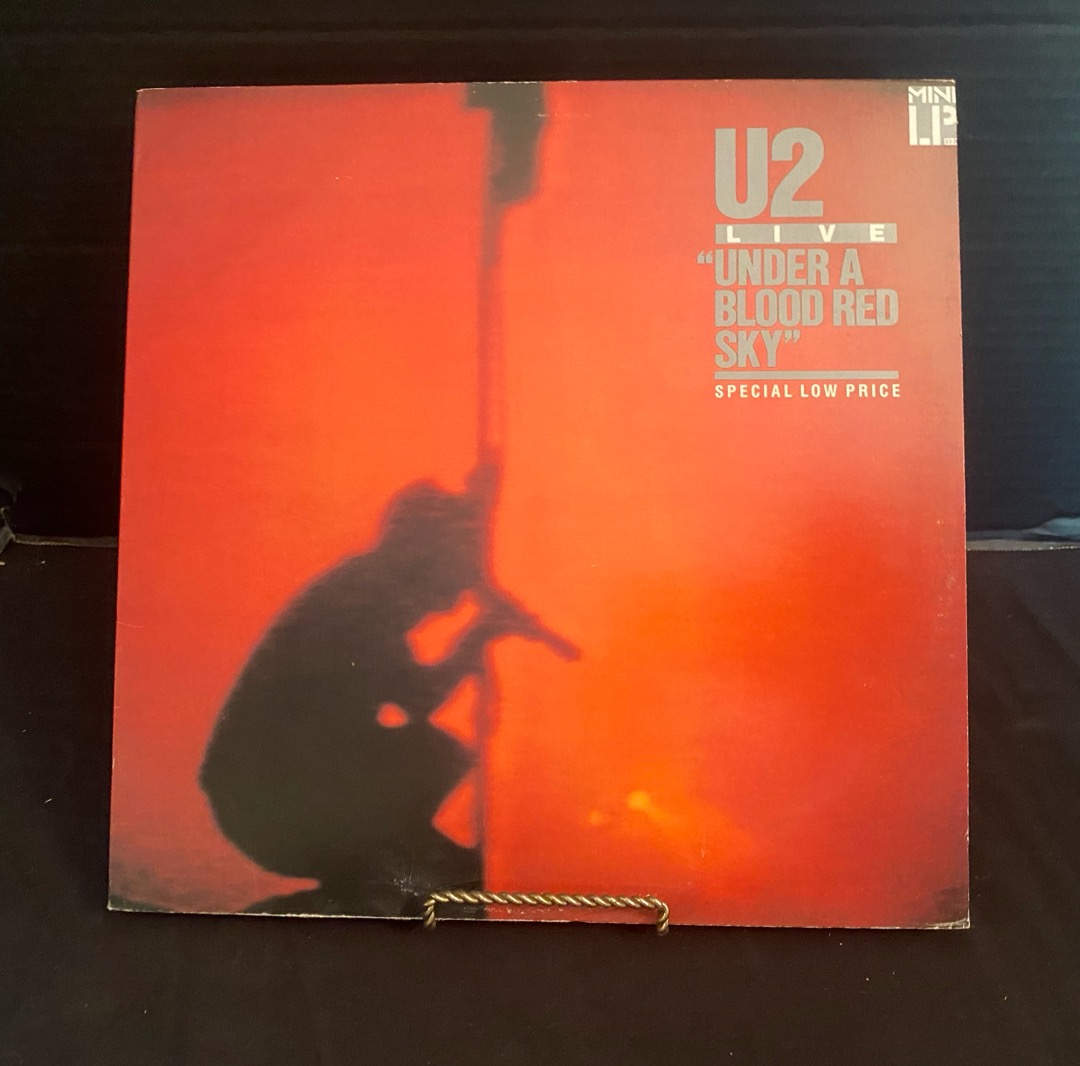 MINI
LP
U2
LIVE
“UNDER A
BLOOD RED
SKY”
SPECIAL LOW PRICE